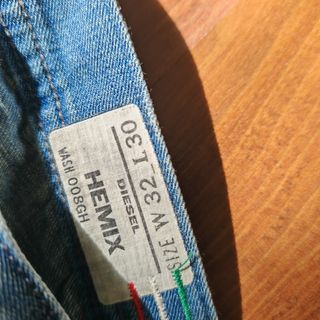 WASH 008GH
HEMIX
DIESEL
SIZE W 32 L 30